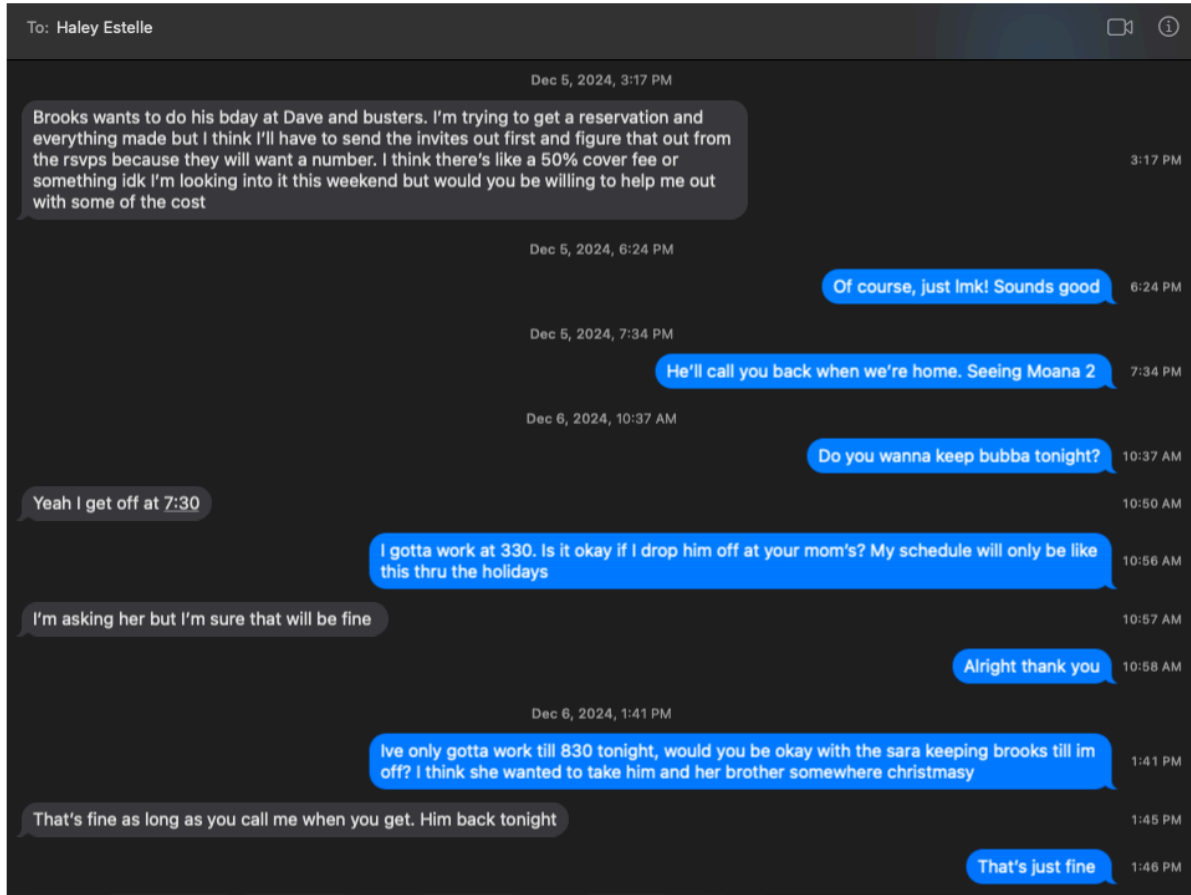 To: Haley Estelle
Dec 5, 2024, 3:17 PM
Brooks wants to do his bday at Dave and busters. I'm trying to get a reservation and
everything made but I think I'll have to send the invites out first and figure that out from
the rsvps because they will want a number. I think there's like a 50% cover fee or
something idk I'm looking into it this weekend but would you be willing to help me out
with some of the cost
3:17 PM
Dec 5, 2024, 6:24 PM
Of course, just lmk! Sounds good
6:24 PM
Dec 5, 2024, 7:34 PM
He'll call you back when we're home. Seeing Moana 2
7:34 PM
Dec 6, 2024, 10:37 AM
Do you wanna keep bubba tonight?
10:37 AM
Yeah I get off at 7:30
10:50 AM
I gotta work at 330. Is it okay if I drop him off at your mom's? My schedule will only be like
this thru the holidays
10:56 AM
I'm asking her but I'm sure that will be fine
10:57 AM
Alright thank you
10:58 AM
Dec 6, 2024, 1:41 PM
Ive only gotta work till 830 tonight, would you be okay with the sara keeping brooks till im
off? I think she wanted to take him and her brother somewhere christmasy
1:41 PM
That's fine as long as you call me when you get. Him back tonight
1:45 PM
That's just fine
1:46 PM